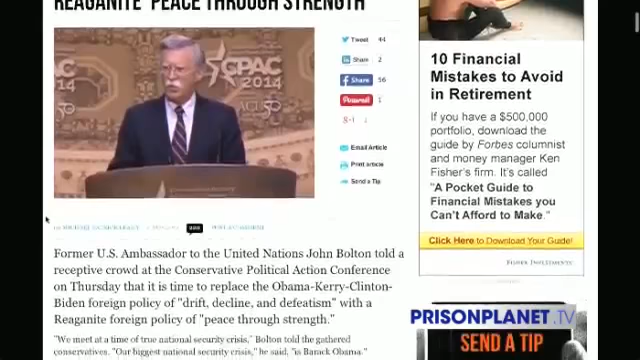 REAGANITE 'PEACE THROUGH STRENGTH'
CPAC
2014
ACU 50
Tweet 44
Share 2
Share 56
Pinterest 1
Email Article
Print article
Send a Tip
Former U.S. Ambassador to the United Nations John Bolton told a
receptive crowd at the Conservative Political Action Conference
on Thursday that it is time to replace the Obama-Kerry-Clinton-
Biden foreign policy of "drift, decline, and defeatism" with a
Reaganite foreign policy of "peace through strength."
"We meet at a time of true national security crisis," Bolton told the gathered
conservatives. "Our biggest national security crisis," he said, "is Barack Obama."
10 Financial
Mistakes to Avoid
in Retirement
If you have a $500,000
portfolio, download the
guide by Forbes columnist
and money manager Ken
Fisher's firm. It's called
"A Pocket Guide to
Financial Mistakes you
Can't Afford to Make."
Click Here to Download Your Guide!
FISHER INVESTMENTS
PRISONPLANET.TV
SEND A TIP